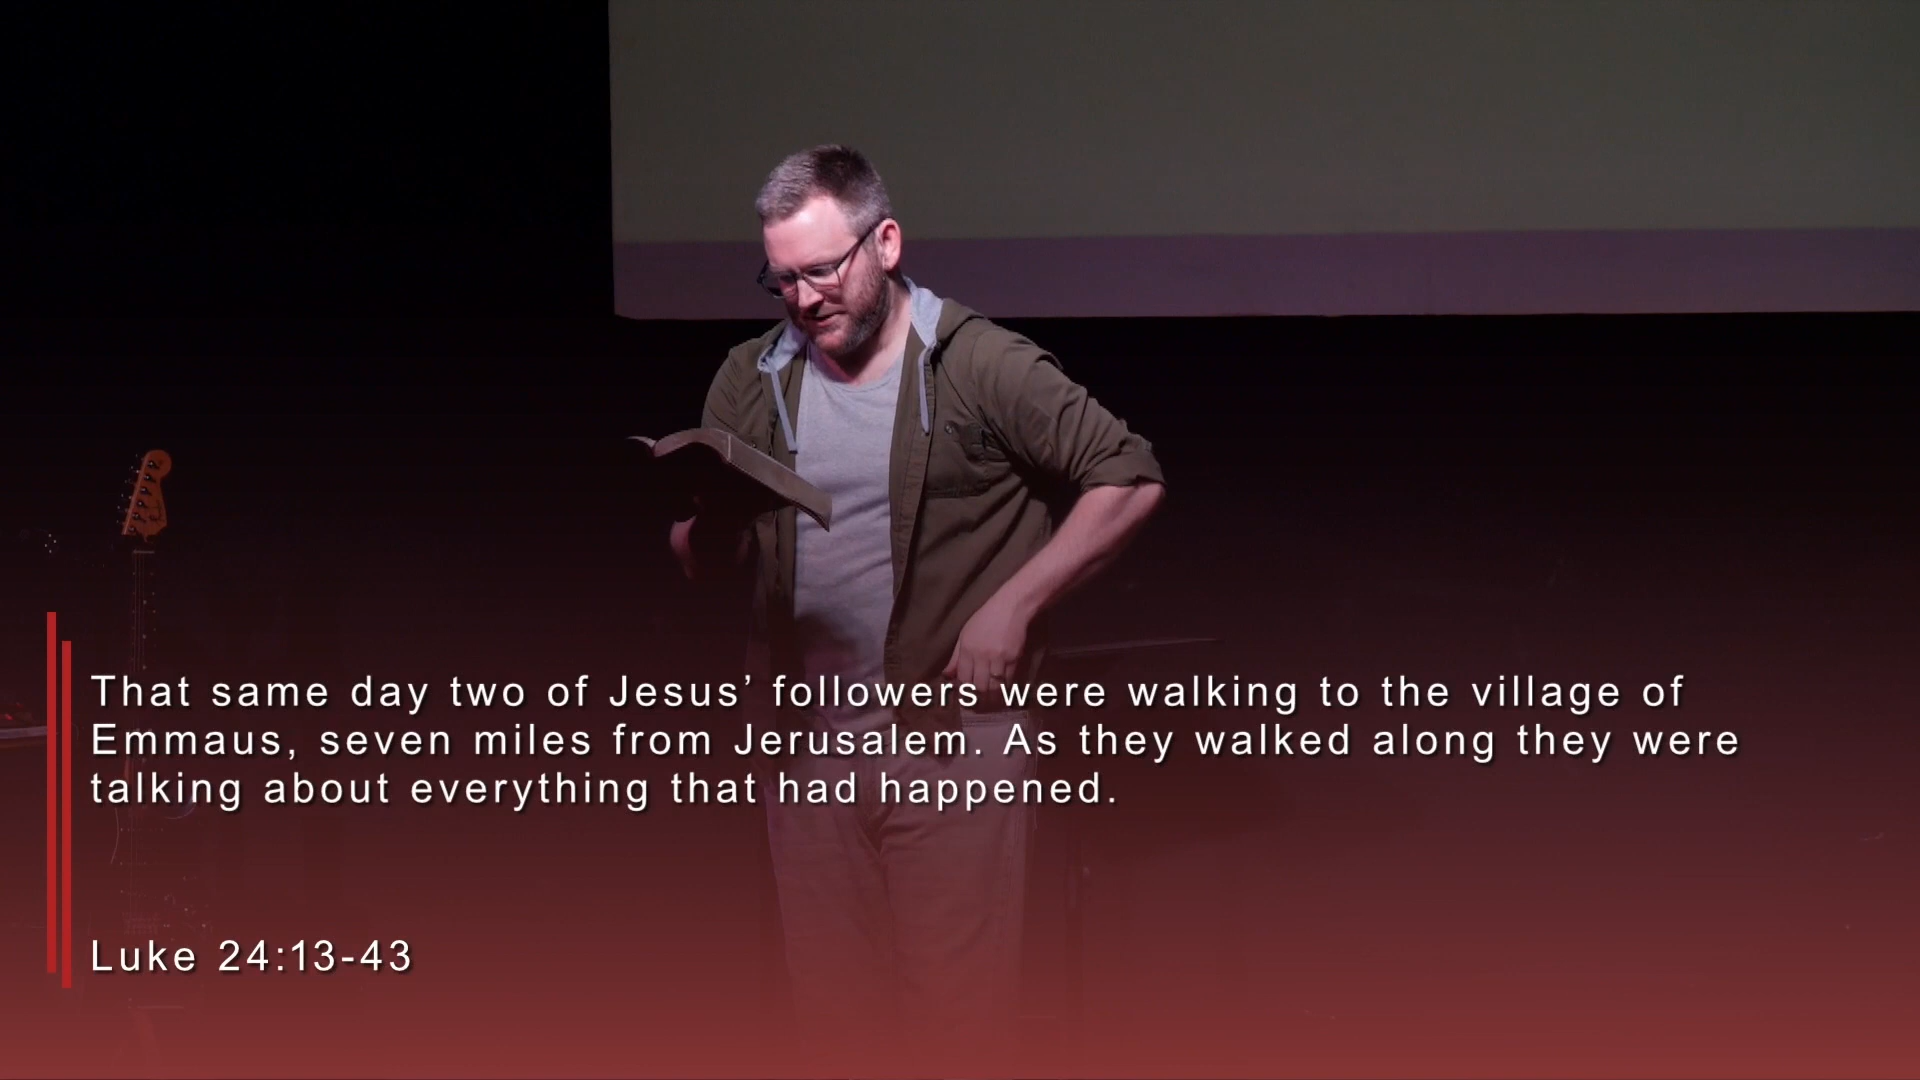 That same day two of Jesus’ followers were walking to the village of
Emmaus, seven miles from Jerusalem. As they walked along they were
talking about everything that had happened.
Luke 24:13-43